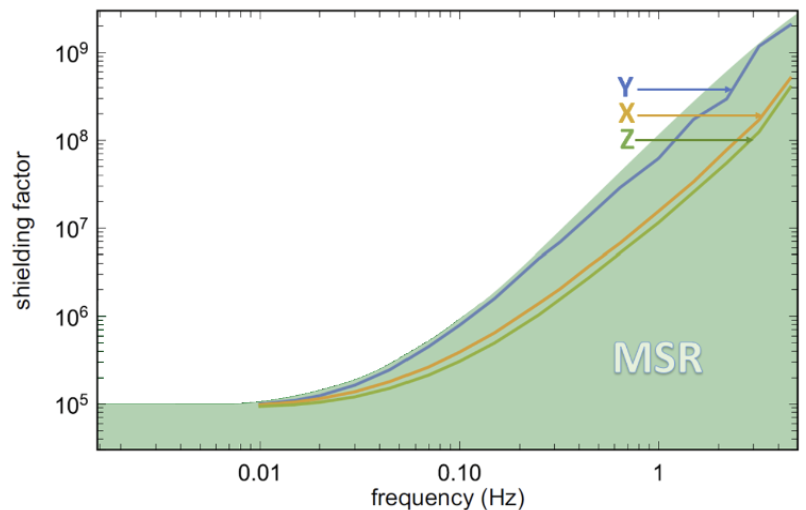 10⁹
Y
X
10⁸
Z
10⁷
shielding factor
10⁶
MSR
10⁵
0.01
0.10
1
frequency (Hz)